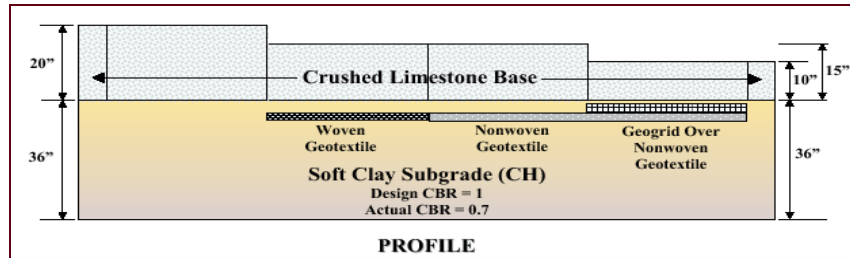 20”
Crushed Limestone Base
10”
15”
Woven
Geotextile
Nonwoven
Geotextile
Geogrid Over
Nonwoven
Geotextile
36”
36”
Soft Clay Subgrade (CH)
Design CBR = 1
Actual CBR = 0.7
PROFILE